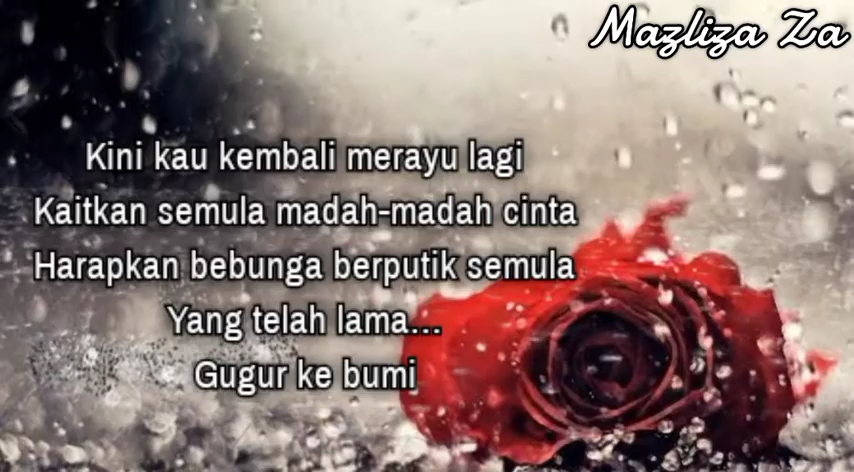 Mazliza Za
Kini kau kembali merayu lagi
Kaitkan semula madah-madah cinta
Harapkan bebunga berputik semula
Yang telah lama...
Gugur ke bumi